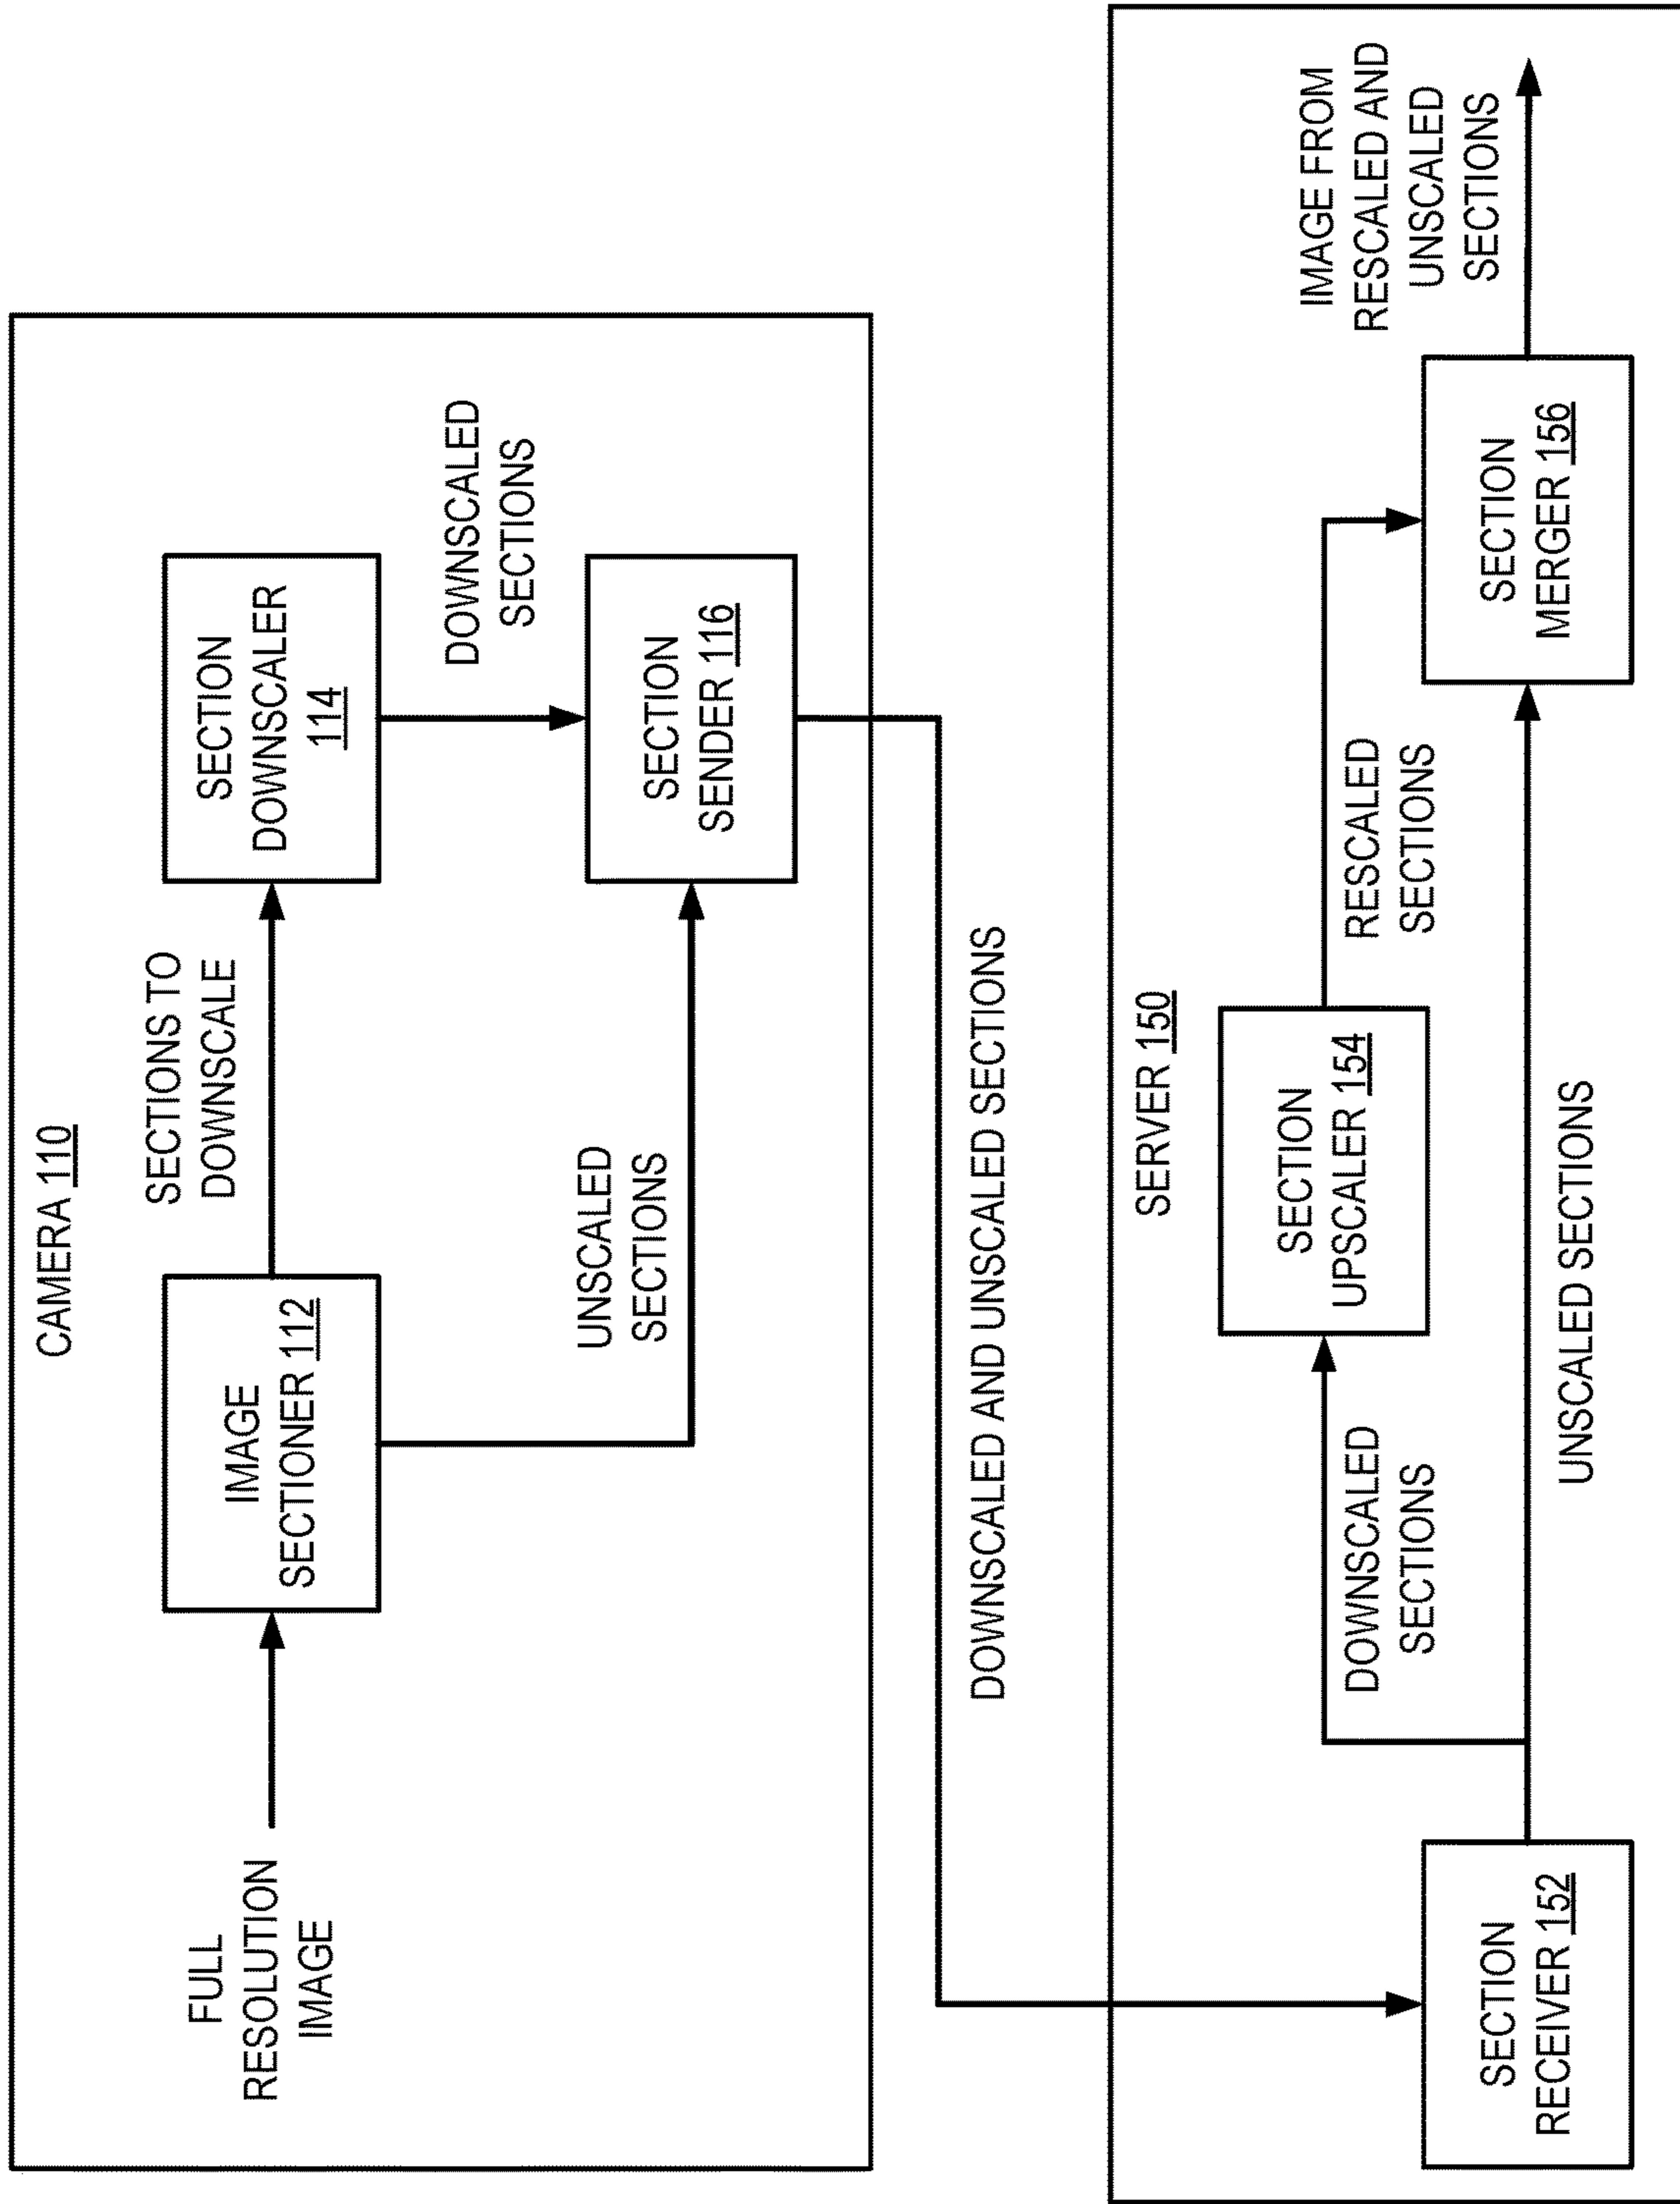 CAMERA 110
FULL
RESOLUTION
IMAGE
IMAGE
SECTIONER 112
SECTIONS TO
DOWNSCALE
SECTION
DOWNSCALER
114
UNSCALED
SECTIONS
DOWNSCALED
SECTIONS
SECTION
SENDER 116
DOWNSCALED AND UNSCALED SECTIONS
SERVER 150
SECTION
RECEIVER 152
DOWNSCALED
SECTIONS
SECTION
UPSCALER 154
RESCALED
SECTIONS
UNSCALED SECTIONS
SECTION
MERGER 156
IMAGE FROM
RESCALED AND
UNSCALED
SECTIONS